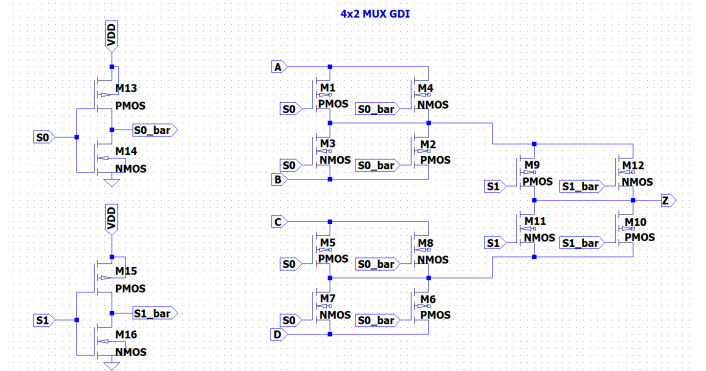 4x2 MUX GDI
VDD
M13
PMOS
S0
S0_bar
M14
NMOS
VDD
M15
PMOS
S1
S1_bar
M16
NMOS
A
M1
PMOS
S0
M4
NMOS
S0_bar
M3
NMOS
S0
M2
PMOS
S0_bar
B
C
M5
PMOS
S0
M8
NMOS
S0_bar
M7
NMOS
S0
M6
PMOS
S0_bar
D
M9
PMOS
S1
M12
NMOS
S1_bar
Z
M11
NMOS
S1
M10
PMOS
S1_bar